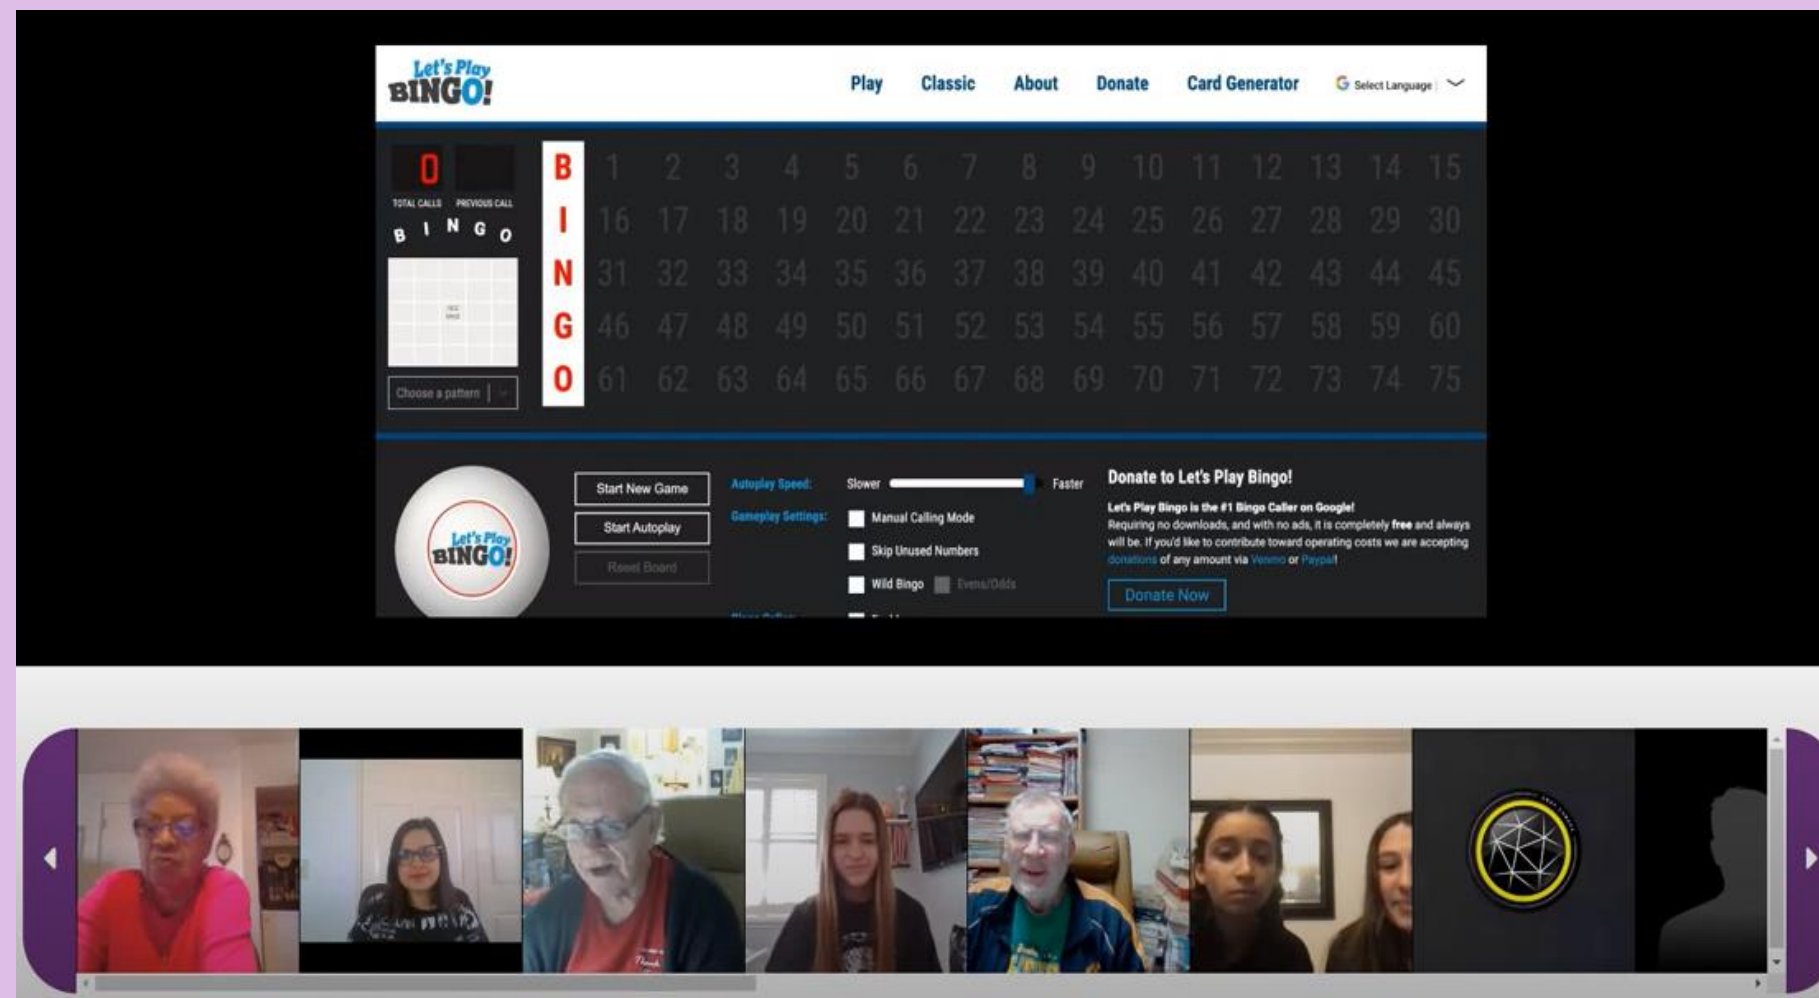 Let's Play
BINGO!
Play Classic About Donate Card Generator Select Language
0
TOTAL CALLS PREVIOUS CALL
B I N G O
Choose a pattern
B 1 2 3 4 5 6 7 8 9 10 11 12 13 14 15
I 16 17 18 19 20 21 22 23 24 25 26 27 28 29 30
N 31 32 33 34 35 36 37 38 39 40 41 42 43 44 45
G 46 47 48 49 50 51 52 53 54 55 56 57 58 59 60
O 61 62 63 64 65 66 67 68 69 70 71 72 73 74 75
Let's Play
BINGO!
Start New Game
Start Autoplay
Reset Board
Autoplay Speed: Slower Faster
Gameplay Settings: Manual Calling Mode
Skip Unused Numbers
Wild Bingo Evens/Odds
Donate to Let's Play Bingo!
Let's Play Bingo is the #1 Bingo Caller on Google!
Requiring no downloads, and with no ads, it is completely free and always
will be. If you'd like to contribute toward operating costs we are accepting
donations of any amount via Venmo or Paypal!
Donate Now